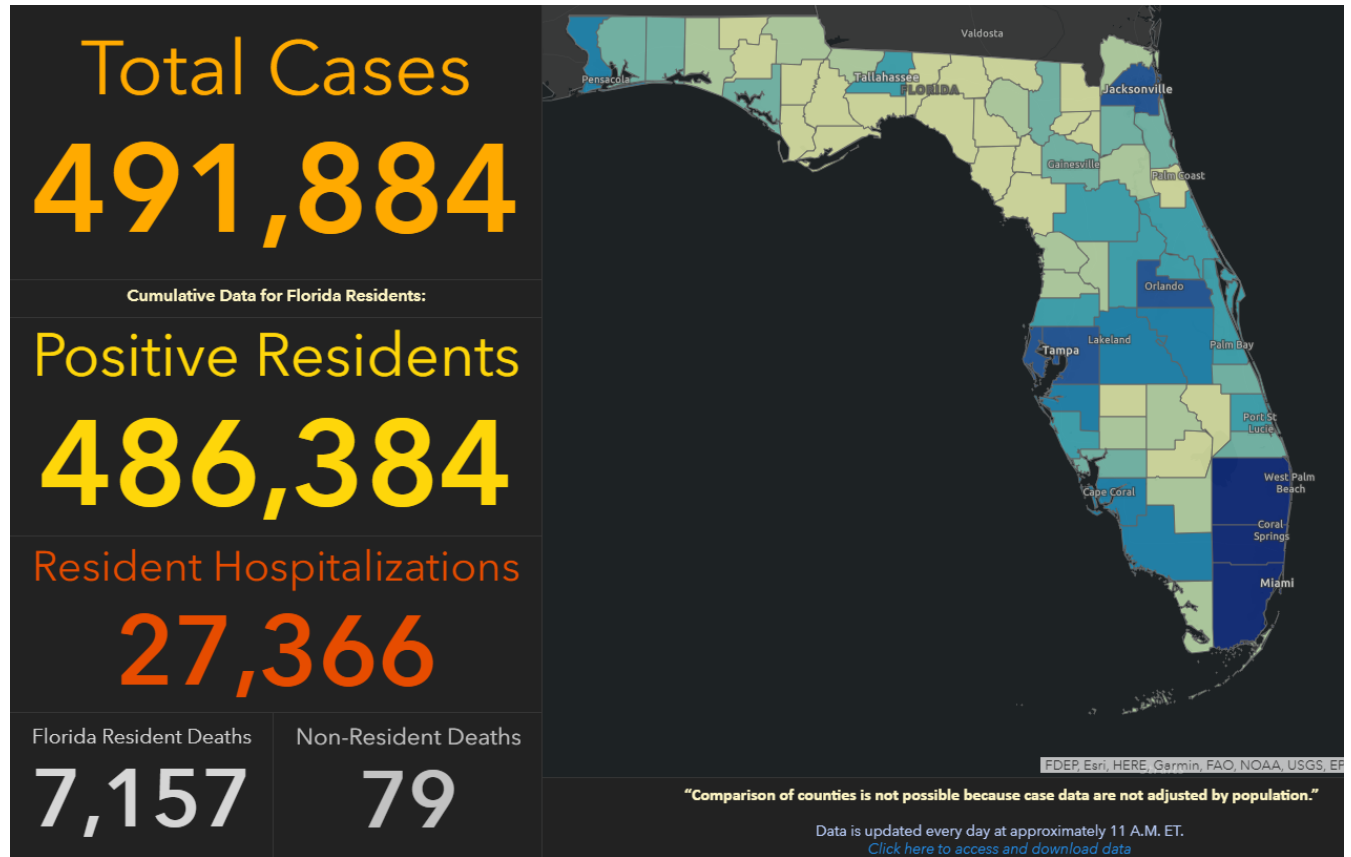 Total Cases
491,884
Cumulative Data for Florida Residents:
Positive Residents
486,384
Resident Hospitalizations
27,366
Florida Resident Deaths
7,157
Non-Resident Deaths
79
Valdosta
Pensacola
Tallahassee
FLORIDA
Jacksonville
Gainesville
Palm Coast
Orlando
Lakeland
Tampa
Palm Bay
Port St
Lucie
Cape Coral
West Palm
Beach
Coral
Springs
Miami
FDEP, Esri, HERE, Garmin, FAO, NOAA, USGS, EP
“Comparison of counties is not possible because case data are not adjusted by population.”
Data is updated every day at approximately 11 A.M. ET.
Click here to access and download data